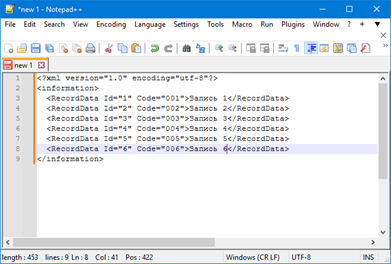 *new 1 - Notepad++
File Edit Search View Encoding Language Settings Tools Macro Run Plugins Window ? + ▼ X
new 1
1 <?xml version="1.0" encoding="utf-8"?>
2 <information>
3 <RecordData Id="1" Code="001">Запись 1</RecordData>
4 <RecordData Id="2" Code="002">Запись 2</RecordData>
5 <RecordData Id="3" Code="003">Запись 3</RecordData>
6 <RecordData Id="4" Code="004">Запись 4</RecordData>
7 <RecordData Id="5" Code="005">Запись 5</RecordData>
8 <RecordData Id="6" Code="006">Запись 6</RecordData>
9 </information>
length : 453 lines : 9 Ln : 8 Col : 41 Pos : 422 Windows (CR LF) UTF-8 INS